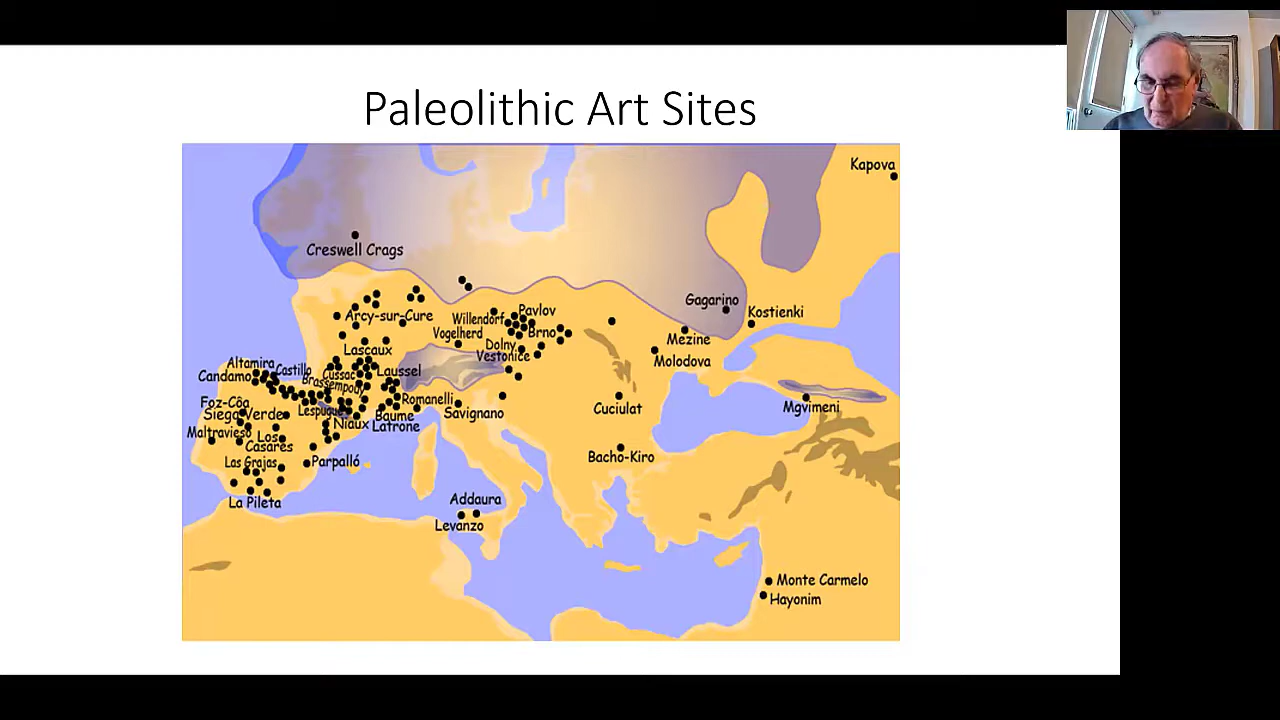 Paleolithic Art Sites
Kapova
Creswell Crags
Gagarino
Kostienki
Arcy-sur-Cure
Willendorf
Pavlov
Vogelherd
Brno
Dolny
Vestonice
Mezine
Molodova
Lascaux
Altamira
Castillo
Candamo
Cussac
Laussel
Brassempouy
Foz-Côa
Siega Verde
Lespugue
Romanelli
Savignano
Cuciulat
Mgvimeni
Maltravieso
Niaux
Baume
Latrone
Los
Casares
Las Grajas
Parpalló
Bacho-Kiro
La Pileta
Addaura
Levanzo
Monte Carmelo
Hayonim